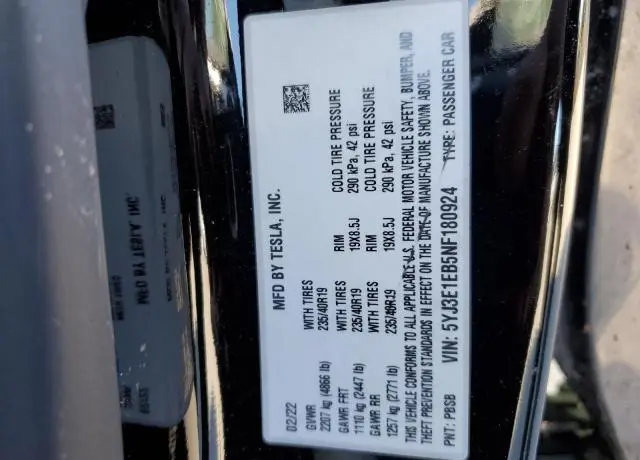 MFD BY TESLA, INC.
02/22
GVWR
2207 kg (4866 lb)
WITH TIRES
235/40R19
RIM
19X8.5J
COLD TIRE PRESSURE
290 kPa, 42 psi
GAWR FRT
1110 kg (2447 lb)
WITH TIRES
235/40R19
RIM
19X8.5J
COLD TIRE PRESSURE
290 kPa, 42 psi
GAWR RR
1257 kg (2771 lb)
WITH TIRES
235/40R19
RIM
19X8.5J
COLD TIRE PRESSURE
290 kPa, 42 psi
THIS VEHICLE CONFORMS TO ALL APPLICABLE U.S. FEDERAL MOTOR VEHICLE SAFETY, BUMPER, AND
THEFT PREVENTION STANDARDS IN EFFECT ON THE DATE OF MANUFACTURE SHOWN ABOVE.
PNT: PBSB VIN: 5YJ3E1EB5NF180924 TYPE: PASSENGER CAR